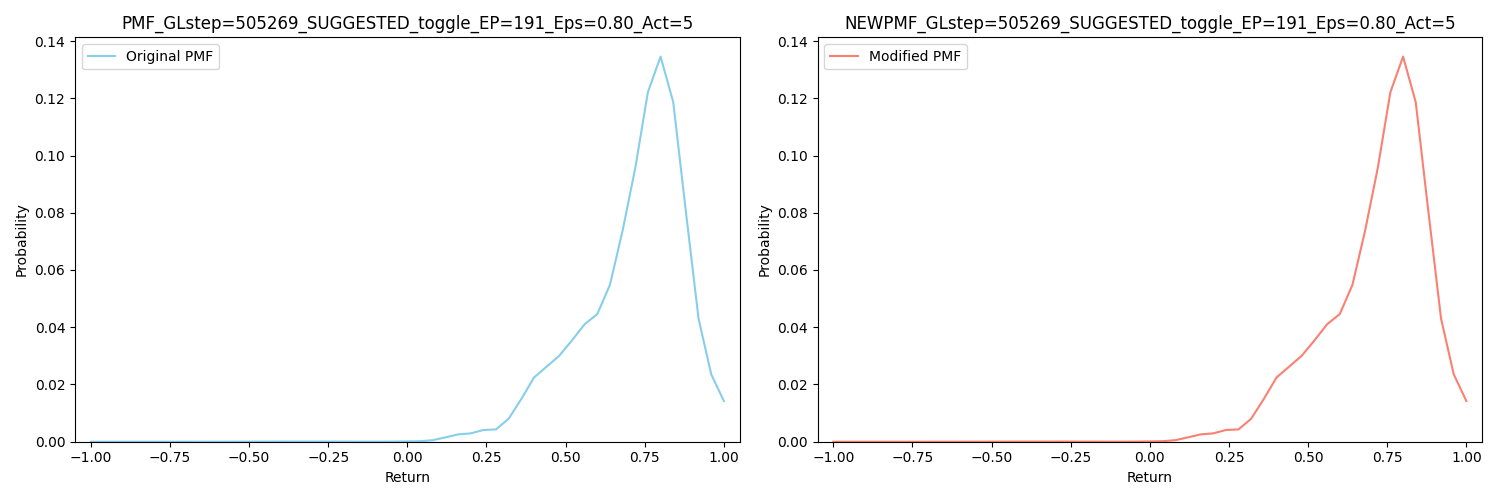 PMF_GLstep=505269_SUGGESTED_toggle_EP=191_Eps=0.80_Act=5
Original PMF
0.14
0.12
0.10
0.08
0.06
0.04
0.02
0.00
Probability
−1.00 −0.75 −0.50 −0.25 0.00 0.25 0.50 0.75 1.00
Return
NEWPMF_GLstep=505269_SUGGESTED_toggle_EP=191_Eps=0.80_Act=5
Modified PMF
0.14
0.12
0.10
0.08
0.06
0.04
0.02
0.00
Probability
−1.00 −0.75 −0.50 −0.25 0.00 0.25 0.50 0.75 1.00
Return